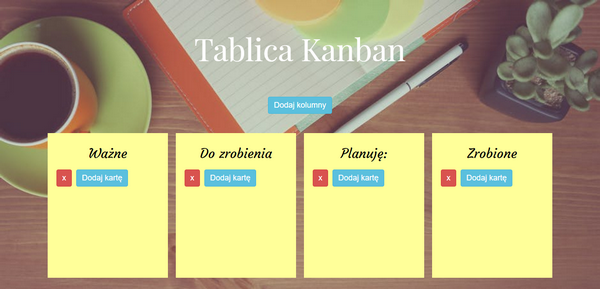 Tablica Kanban
Dodaj kolumny
Ważne
x Dodaj kartę
Do zrobienia
x Dodaj kartę
Planuję:
x Dodaj kartę
Zrobione
x Dodaj kartę